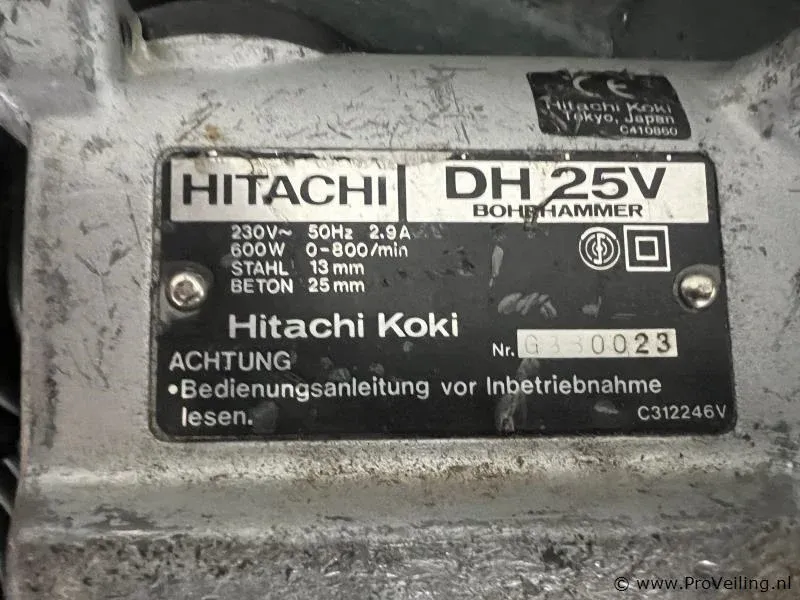 CE
Hitachi Koki
Tokyo, Japan
C410860
HITACHI
DH 25V
BOHRHAMMER
230V~ 50Hz 2.9A
600W 0-800/min
STAHL 13mm
BETON 25mm
Hitachi Koki
Nr. G330023
ACHTUNG
•Bedienungsanleitung vor Inbetriebnahme
lesen.
C312246V
© www.ProVeiling.nl